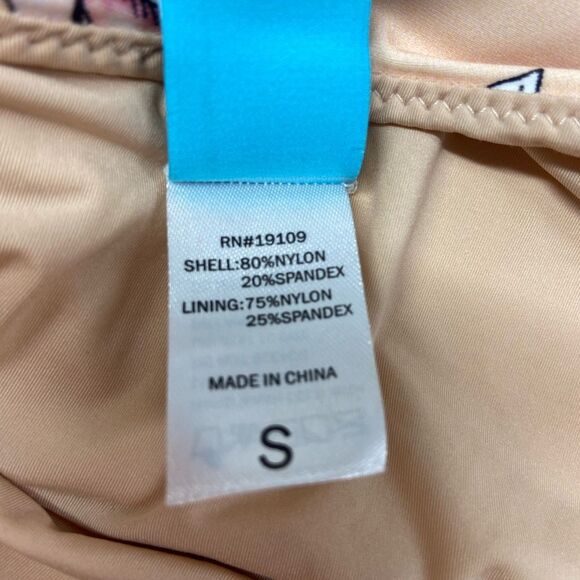 RN#19109
SHELL:80%NYLON
20%SPANDEX
LINING:75%NYLON
25%SPANDEX
MADE IN CHINA
S